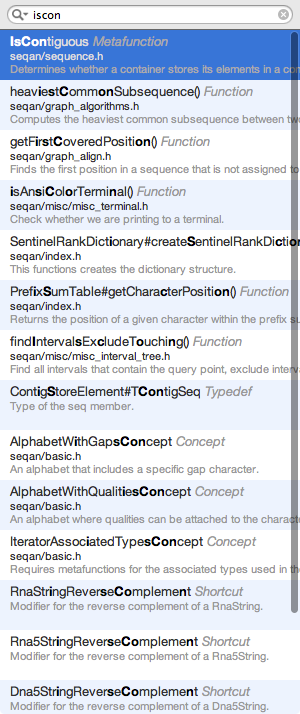 iscon
IsContiguous Metafunction
seqan/sequence.h
Determines whether a container stores its elements in a con
heaviestCommonSubsequence() Function
seqan/graph_algorithms.h
Computes the heaviest common subsequence between two
getFirstCoveredPosition() Function
seqan/graph_align.h
Finds the first position in a sequence that is not assigned to
isAnsiColorTerminal() Function
seqan/misc/misc_terminal.h
Check whether we are printing to a terminal.
SentinelRankDictionary#createSentinelRankDiction
seqan/index.h
This functions creates the dictionary structure.
PrefixSumTable#getCharacterPosition() Function
seqan/index.h
Returns the position of a given character within the prefix su
findIntervalsExcludeTouching() Function
seqan/misc/misc_interval_tree.h
Find all intervals that contain the query point, exclude interva
ContigStoreElement#TContigSeq Typedef
Type of the seq member.
AlphabetWithGapsConcept Concept
seqan/basic.h
An alphabet that includes a specific gap character.
AlphabetWithQualitiesConcept Concept
seqan/basic.h
An alphabet where qualities can be attached to the character
IteratorAssociatedTypesConcept Concept
seqan/basic.h
Requires metafunctions for the associated types used in the
RnaStringReverseComplement Shortcut
Modifier for the reverse complement of a RnaString.
Rna5StringReverseComplement Shortcut
Modifier for the reverse complement of a Rna5String.
Dna5StringReverseComplement Shortcut
Modifier for the reverse complement of a Dna5String.